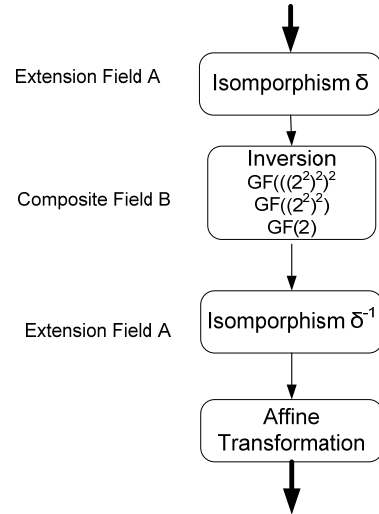 Extension Field A
Isomporphism δ
Inversion
GF(((2²)²)²
GF((2²)²)
GF(2)
Composite Field B
Isomporphism δ⁻¹
Extension Field A
Affine
Transformation